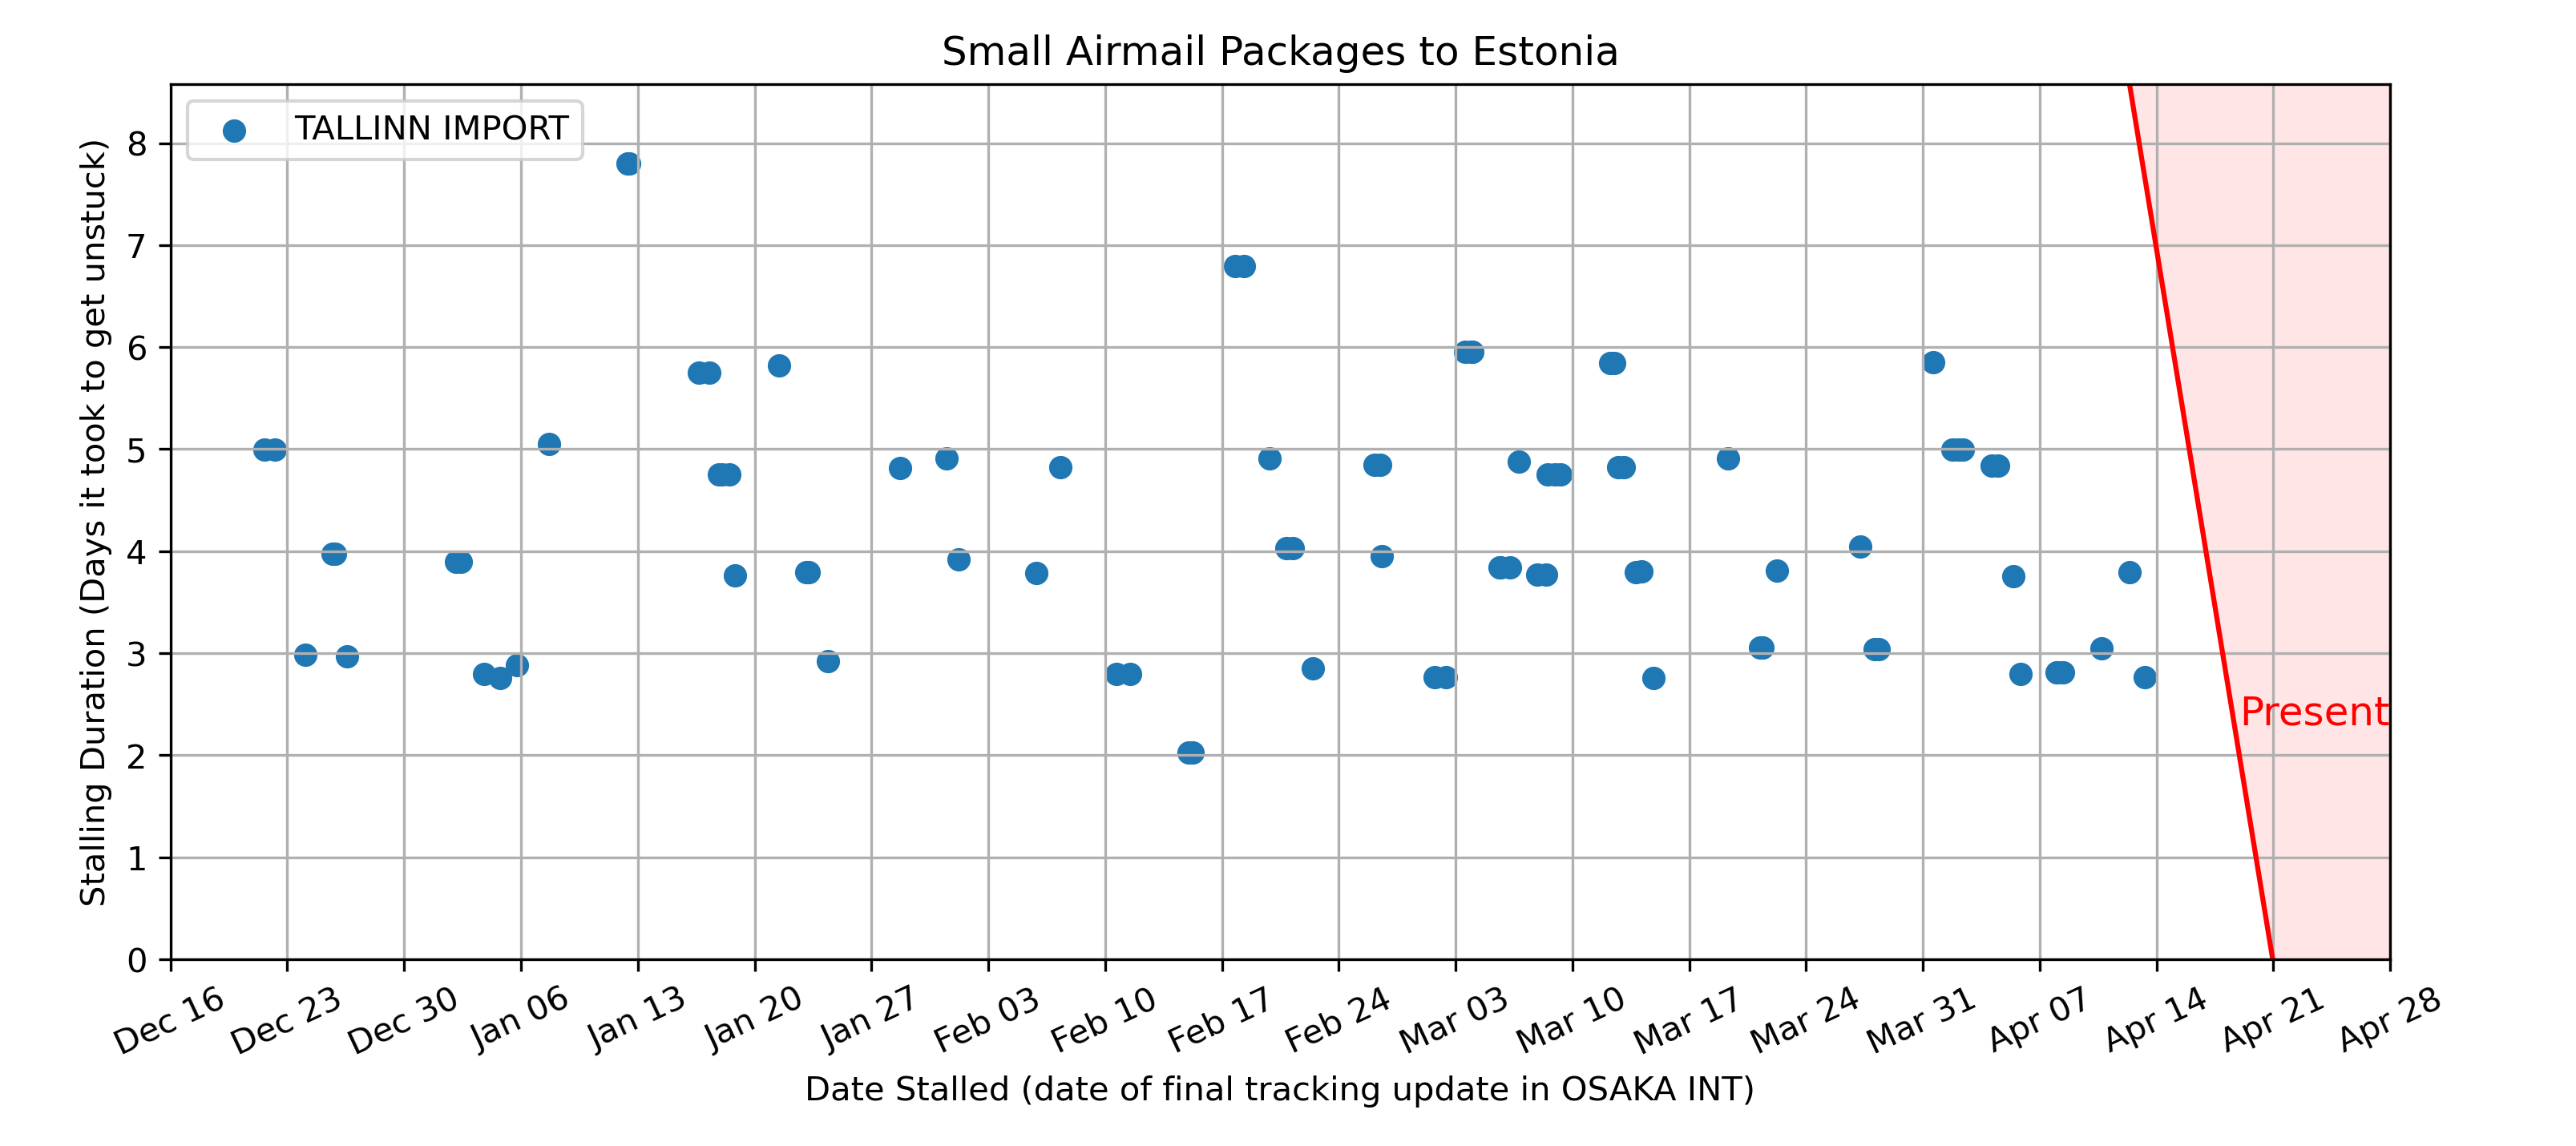 Small Airmail Packages to Estonia
TALLINN IMPORT
Stalling Duration (Days it took to get unstuck)
8
7
6
5
4
3
2
1
0
Present
Dec 16
Dec 23
Dec 30
Jan 06
Jan 13
Jan 20
Jan 27
Feb 03
Feb 10
Feb 17
Feb 24
Mar 03
Mar 10
Mar 17
Mar 24
Mar 31
Apr 07
Apr 14
Apr 21
Apr 28
Date Stalled (date of final tracking update in OSAKA INT)